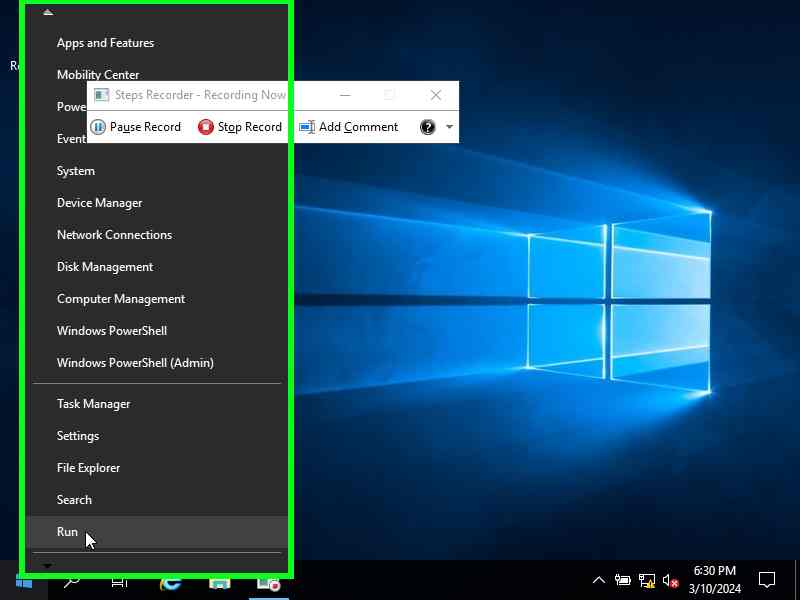 Apps and Features
Re
Mobility Center
Steps Recorder - Recording Now
Powe
Pause Record
Stop Record
Add Comment
?
Event
System
Device Manager
Network Connections
Disk Management
Computer Management
Windows PowerShell
Windows PowerShell (Admin)
Task Manager
Settings
File Explorer
Search
Run
6:30 PM
3/10/2024